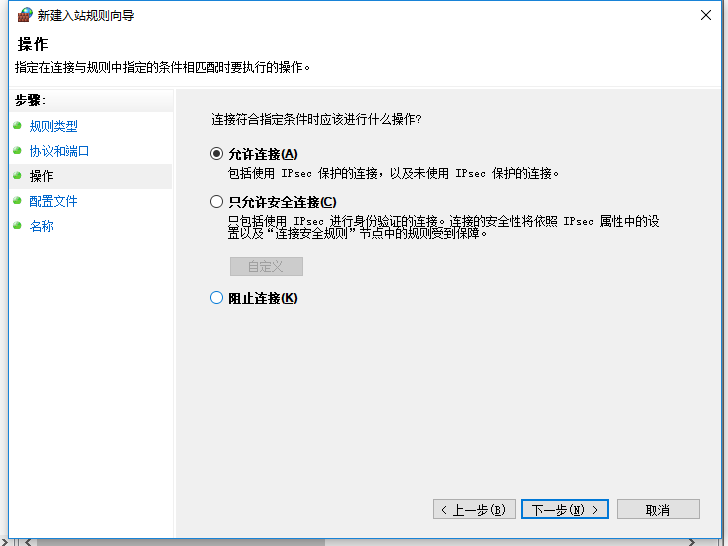 新建入站规则向导
操作
指定在连接与规则中指定的条件相匹配时要执行的操作。
步骤:
规则类型
协议和端口
操作
配置文件
名称
连接符合指定条件时应该进行什么操作?
允许连接(A)
包括使用 IPsec 保护的连接，以及未使用 IPsec 保护的连接。
只允许安全连接(C)
只包括使用 IPsec 进行身份验证的连接。连接的安全性将依照 IPsec 属性中的设
置以及“连接安全规则”节点中的规则受到保障。
自定义
阻止连接(K)
< 上一步(B)
下一步(N) >
取消